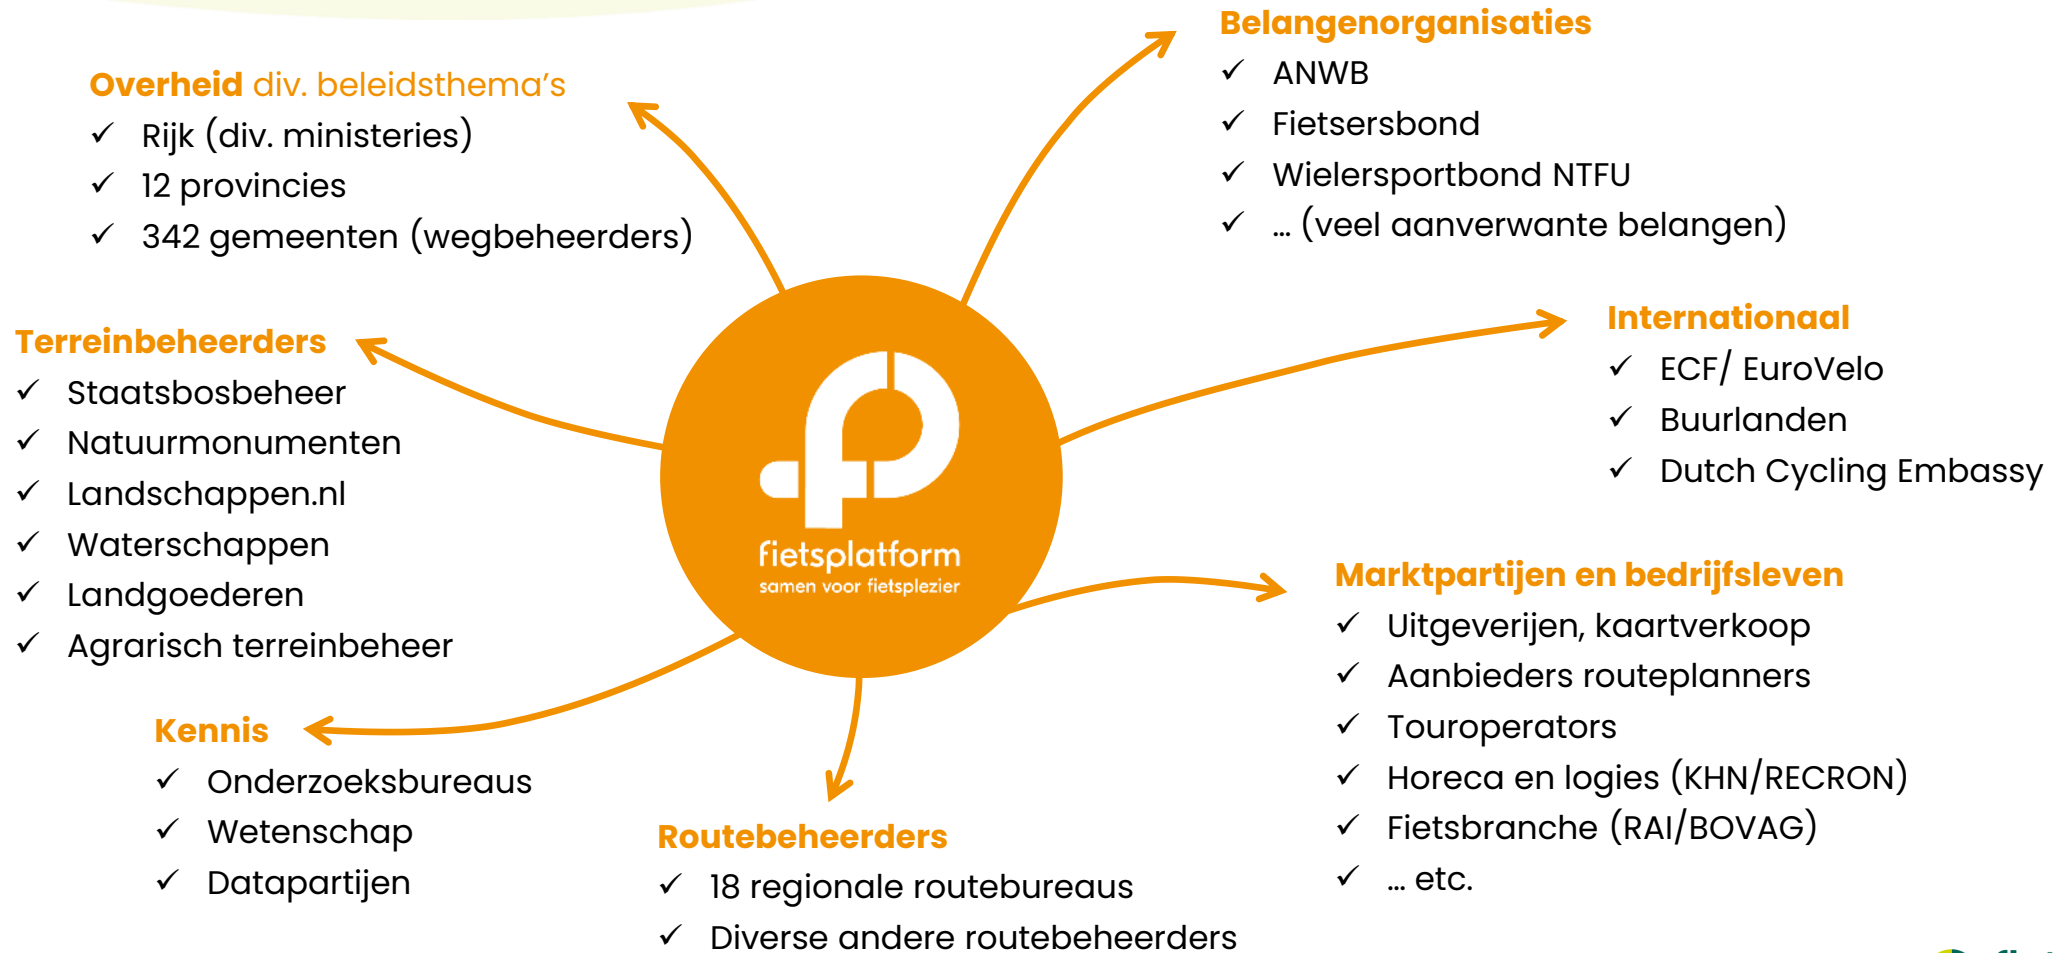 Overheid div. beleidsthema's
✓ Rijk (div. ministeries)
✓ 12 provincies
✓ 342 gemeenten (wegbeheerders)
Belangenorganisaties
✓ ANWB
✓ Fietsersbond
✓ Wielersportbond NTFU
✓ … (veel aanverwante belangen)
Terreinbeheerders
✓ Staatsbosbeheer
✓ Natuurmonumenten
✓ Landschappen.nl
✓ Waterschappen
✓ Landgoederen
✓ Agrarisch terreinbeheer
fietsplatform
samen voor fietsplezier
Internationaal
✓ ECF/ EuroVelo
✓ Buurlanden
✓ Dutch Cycling Embassy
Marktpartijen en bedrijfsleven
✓ Uitgeverijen, kaartverkoop
✓ Aanbieders routeplanners
✓ Touroperators
✓ Horeca en logies (KHN/RECRON)
✓ Fietsbranche (RAI/BOVAG)
✓ … etc.
Kennis
✓ Onderzoeksbureaus
✓ Wetenschap
✓ Datapartijen
Routebeheerders
✓ 18 regionale routebureaus
✓ Diverse andere routebeheerders